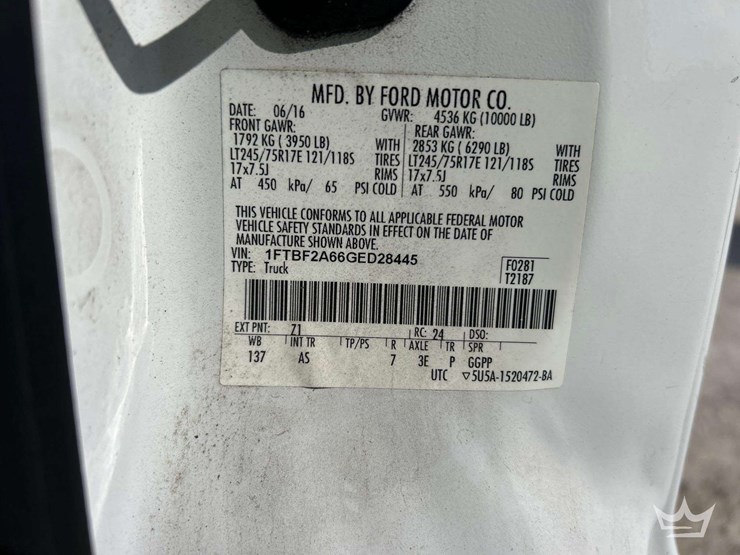 MFD. BY FORD MOTOR CO.
DATE: 06/16 GVWR: 4536 KG (10000 LB)
FRONT GAWR: REAR GAWR:
1792 KG ( 3950 LB) WITH 2853 KG ( 6290 LB) WITH
LT245/75R17E 121/118S TIRES LT245/75R17E 121/118S TIRES
17x7.5J RIMS 17x7.5J RIMS
AT 450 kPa/ 65 PSI COLD AT 550 kPa/ 80 PSI COLD
THIS VEHICLE CONFORMS TO ALL APPLICABLE FEDERAL MOTOR
VEHICLE SAFETY STANDARDS IN EFFECT ON THE DATE OF
MANUFACTURE SHOWN ABOVE.
VIN: 1FTBF2A66GED28445 F0281
TYPE: Truck T2187
EXT PNT: Z1 RC: 24 DSO:
WB INT TR TP/PS R AXLE TR SPR
137 AS 7 3E P GGPP
UTC ▽5U5A-1520472-BA